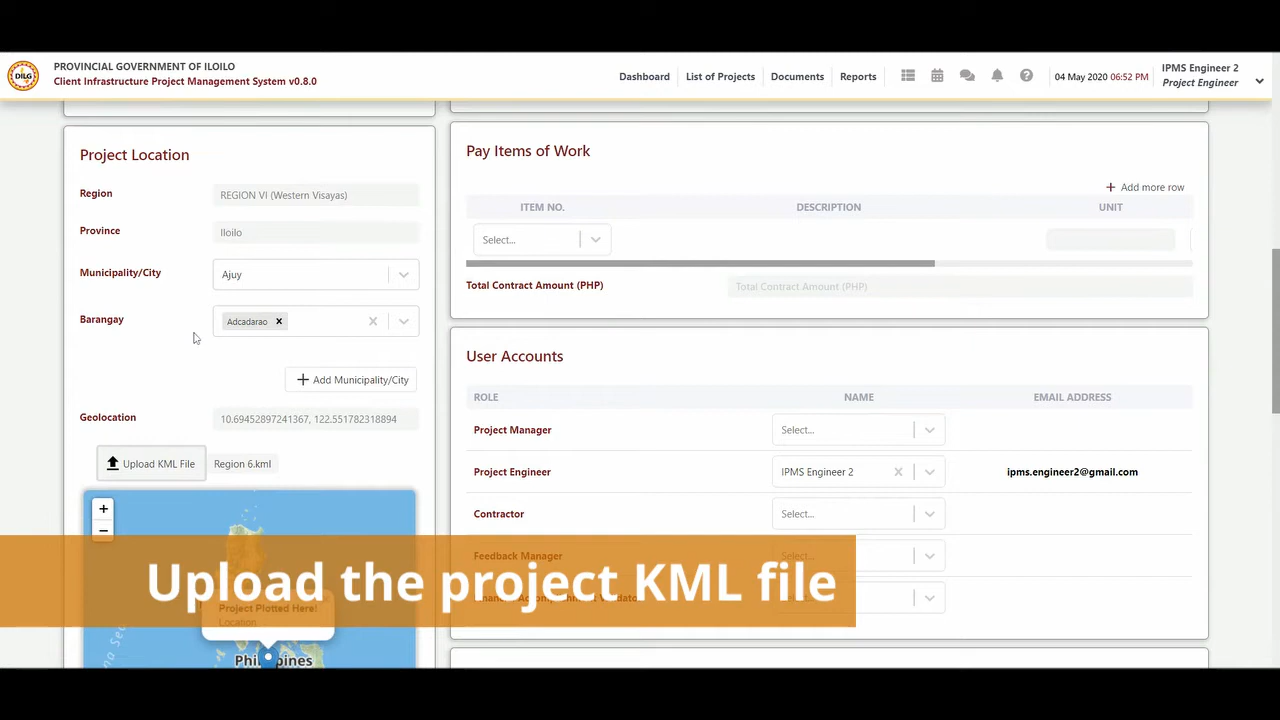 DILG
PROVINCIAL GOVERNMENT OF ILOILO
Client Infrastructure Project Management System v0.8.0
Dashboard
List of Projects
Documents
Reports
04 May 2020 06:52 PM
IPMS Engineer 2
Project Engineer
Project Location
Region
REGION VI (Western Visayas)
Province
Iloilo
Municipality/City
Ajuy
Barangay
Adcadarao ×
+ Add Municipality/City
Geolocation
10.69452897241367, 122.551782318894
Upload KML File
Region 6.kml
+
−
Project Plotted Here!
Location
Philippines
Pay Items of Work
+ Add more row
ITEM NO.
DESCRIPTION
UNIT
Select...
Total Contract Amount (PHP)
Total Contract Amount (PHP)
User Accounts
ROLE
NAME
EMAIL ADDRESS
Project Manager
Select...
Project Engineer
IPMS Engineer 2
ipms.engineer2@gmail.com
Contractor
Select...
Feedback Manager
Select...
Upload the project KML file